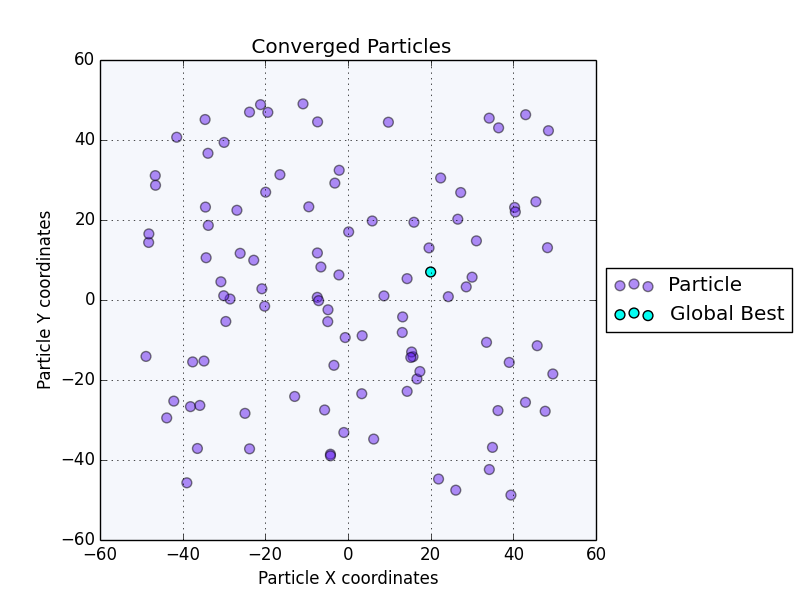 Converged Particles
60
40
20
0
−20
−40
−60
−60 −40 −20 0 20 40 60
Particle Y coordinates
Particle X coordinates
Particle
Global Best